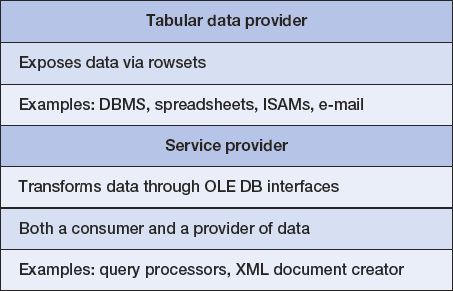 Tabular data provider
Exposes data via rowsets
Examples: DBMS, spreadsheets, ISAMs, e-mail
Service provider
Transforms data through OLE DB interfaces
Both a consumer and a provider of data
Examples: query processors, XML document creator